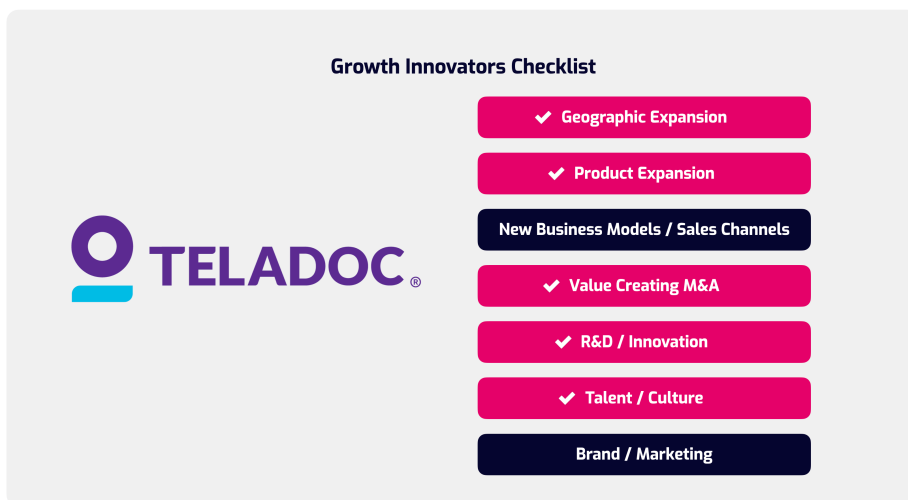 Growth Innovators Checklist
Geographic Expansion
Product Expansion
New Business Models / Sales Channels
TELADOC®
Value Creating M&A
R&D / Innovation
Talent / Culture
Brand / Marketing